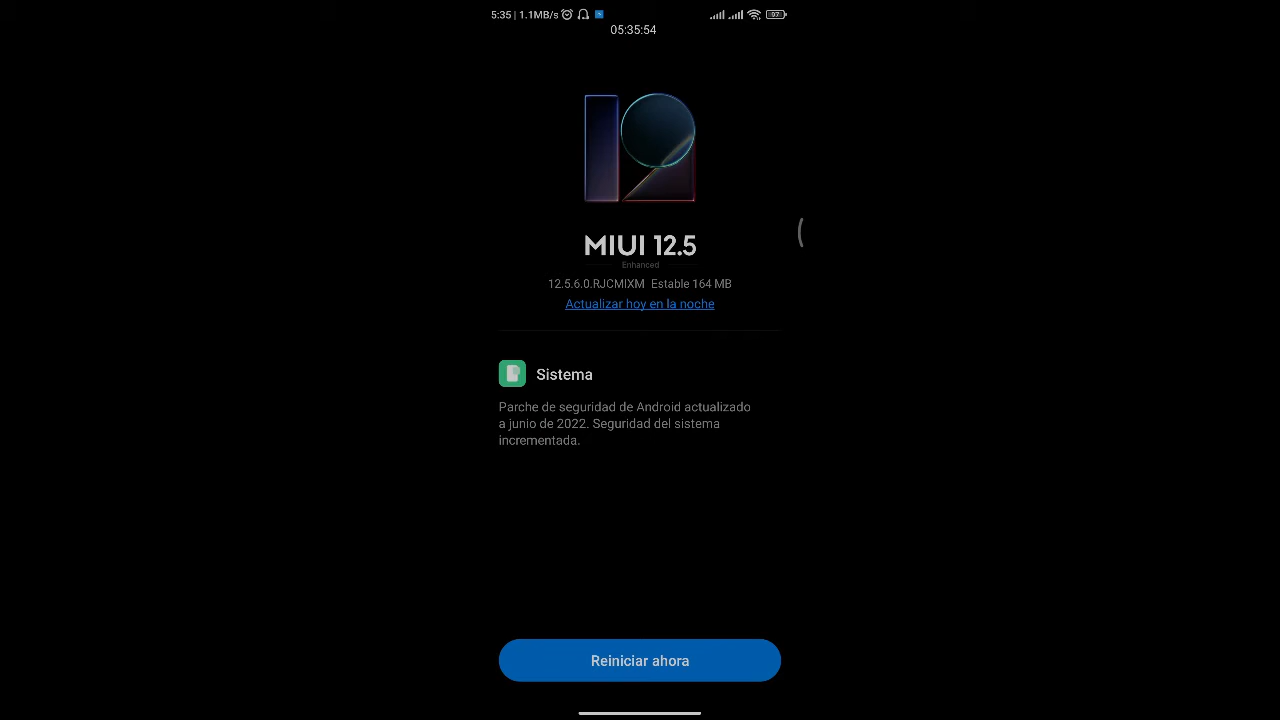 5:35 | 1.1MB/s 97
05:35:54
MIUI 12.5
Enhanced
12.5.6.0.RJCMIXM Estable 164 MB
Actualizar hoy en la noche
Sistema
Parche de seguridad de Android actualizado
a junio de 2022. Seguridad del sistema
incrementada.
Reiniciar ahora